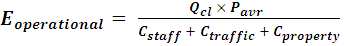 E_operational = (Q_cl × P_avr) / (C_staff + C_traffic + C_property)